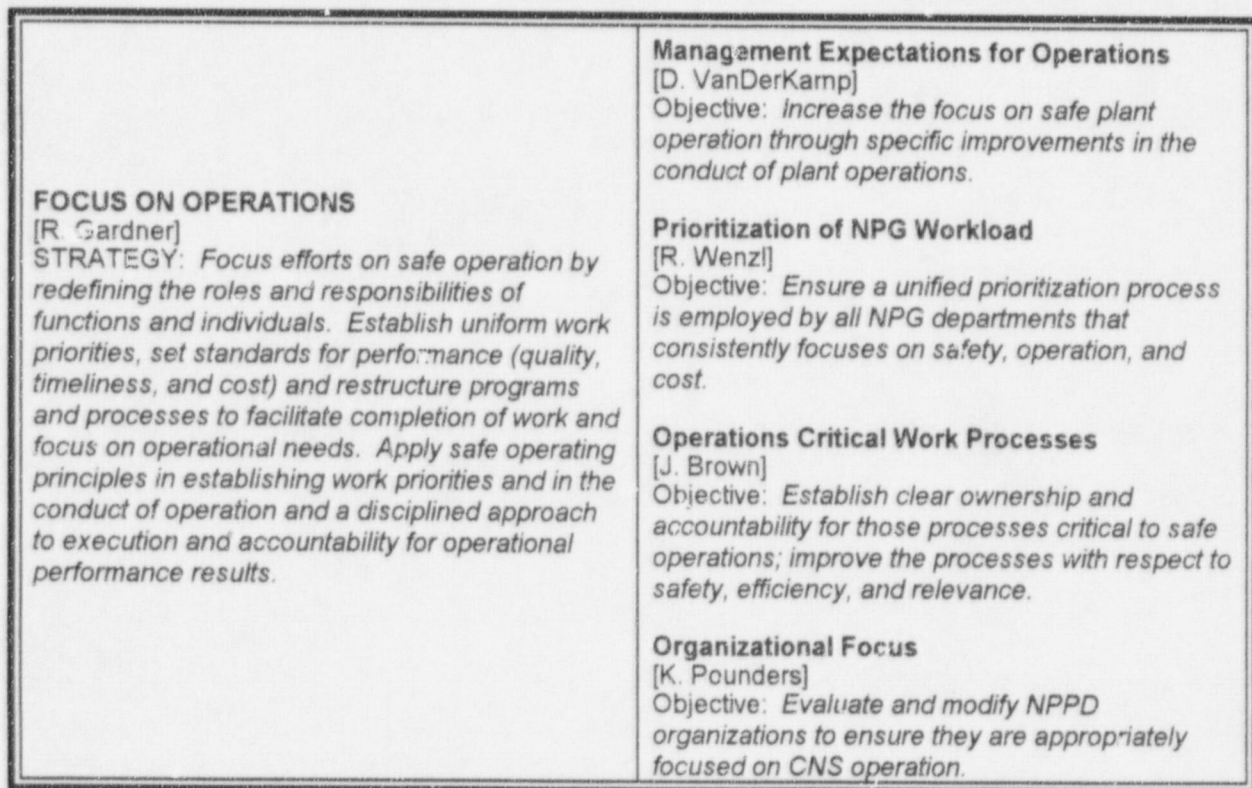 FOCUS ON OPERATIONS
[R. Gardner]
STRATEGY: Focus efforts on safe operation by
redefining the roles and responsibilities of
functions and individuals. Establish uniform work
priorities, set standards for performance (quality,
timeliness, and cost) and restructure programs
and processes to facilitate completion of work and
focus on operational needs. Apply safe operating
principles in establishing work priorities and in the
conduct of operation and a disciplined approach
to execution and accountability for operational
performance results.
Management Expectations for Operations
[D. VanDerKamp]
Objective: Increase the focus on safe plant
operation through specific improvements in the
conduct of plant operations.
Prioritization of NPG Workload
[R. Wenzl]
Objective: Ensure a unified prioritization process
is employed by all NPG departments that
consistently focuses on safety, operation, and
cost.
Operations Critical Work Processes
[J. Brown]
Objective: Establish clear ownership and
accountability for those processes critical to safe
operations; improve the processes with respect to
safety, efficiency, and relevance.
Organizational Focus
[K. Pounders]
Objective: Evaluate and modify NPPD
organizations to ensure they are appropriately
focused on CNS operation.